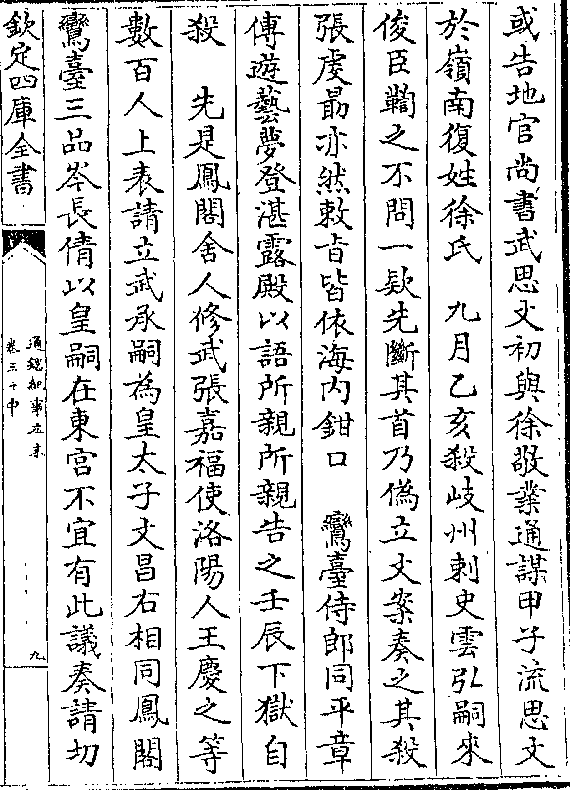 或告地官尚書武思文初與徐敬業通謀甲子流思文
於嶺南復姓徐氏　九月乙亥殺岐州刺史雲弘嗣來
俊臣鞫之不問一欵先斷其首乃偽立文案奏之其殺
張虔勗亦然敕旨皆依海内鉗口　鸞臺侍郎同平章
傅遊藝夢登湛露殿以語所親所親告之壬辰下獄自
殺　先是鳳閣舍人修武張嘉福使洛陽人王慶之等
數百人上表請立武承嗣為皇太子文昌右相同鳳閣
鸞臺三品岑長倩以皇嗣在東宮不宜有此議奏請切
欽定四庫全書
通鑑紀事本末
卷三十中
九